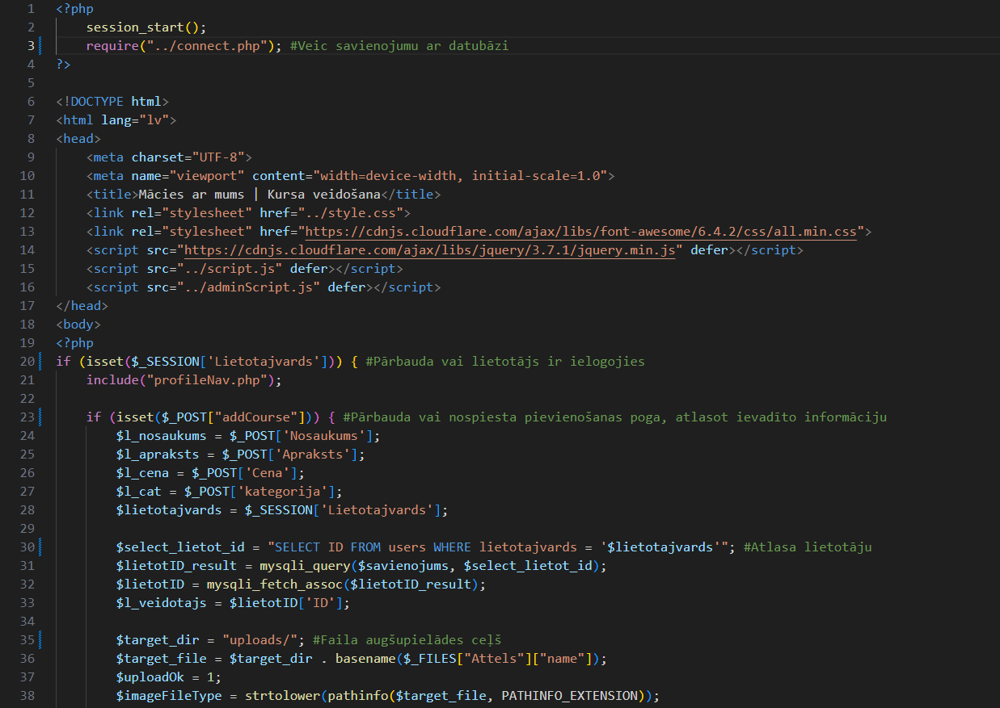 1 <?php
2 session_start();
3 require("../connect.php"); #Veic savienojumu ar datubāzi
4 ?>
5
6 <!DOCTYPE html>
7 <html lang="lv">
8 <head>
9 <meta charset="UTF-8">
10 <meta name="viewport" content="width=device-width, initial-scale=1.0">
11 <title>Mācies ar mums | Kursa veidošana</title>
12 <link rel="stylesheet" href="../style.css">
13 <link rel="stylesheet" href="https://cdnjs.cloudflare.com/ajax/libs/font-awesome/6.4.2/css/all.min.css">
14 <script src="https://cdnjs.cloudflare.com/ajax/libs/jquery/3.7.1/jquery.min.js" defer></script>
15 <script src="../script.js" defer></script>
16 <script src="../adminScript.js" defer></script>
17 </head>
18 <body>
19 <?php
20 if (isset($_SESSION['Lietotajvards'])) { #Pārbauda vai lietotājs ir ielogojies
21 include("profileNav.php");
22
23 if (isset($_POST["addCourse"])) { #Pārbauda vai nospiesta pievienošanas poga, atlasot ievadīto informāciju
24 $l_nosaukums = $_POST['Nosaukums'];
25 $l_apraksts = $_POST['Apraksts'];
26 $l_cena = $_POST['Cena'];
27 $l_cat = $_POST['kategorija'];
28 $lietotajvards = $_SESSION['Lietotajvards'];
29
30 $select_lietot_id = "SELECT ID FROM users WHERE lietotajvards = '$lietotajvards'"; #Atlasa lietotāju
31 $lietotID_result = mysqli_query($savienojums, $select_lietot_id);
32 $lietotID = mysqli_fetch_assoc($lietotID_result);
33 $l_veidotajs = $lietotID['ID'];
34
35 $target_dir = "uploads/"; #Faila augšupielādes ceļš
36 $target_file = $target_dir . basename($_FILES["Attels"]["name"]);
37 $uploadOk = 1;
38 $imageFileType = strtolower(pathinfo($target_file, PATHINFO_EXTENSION));